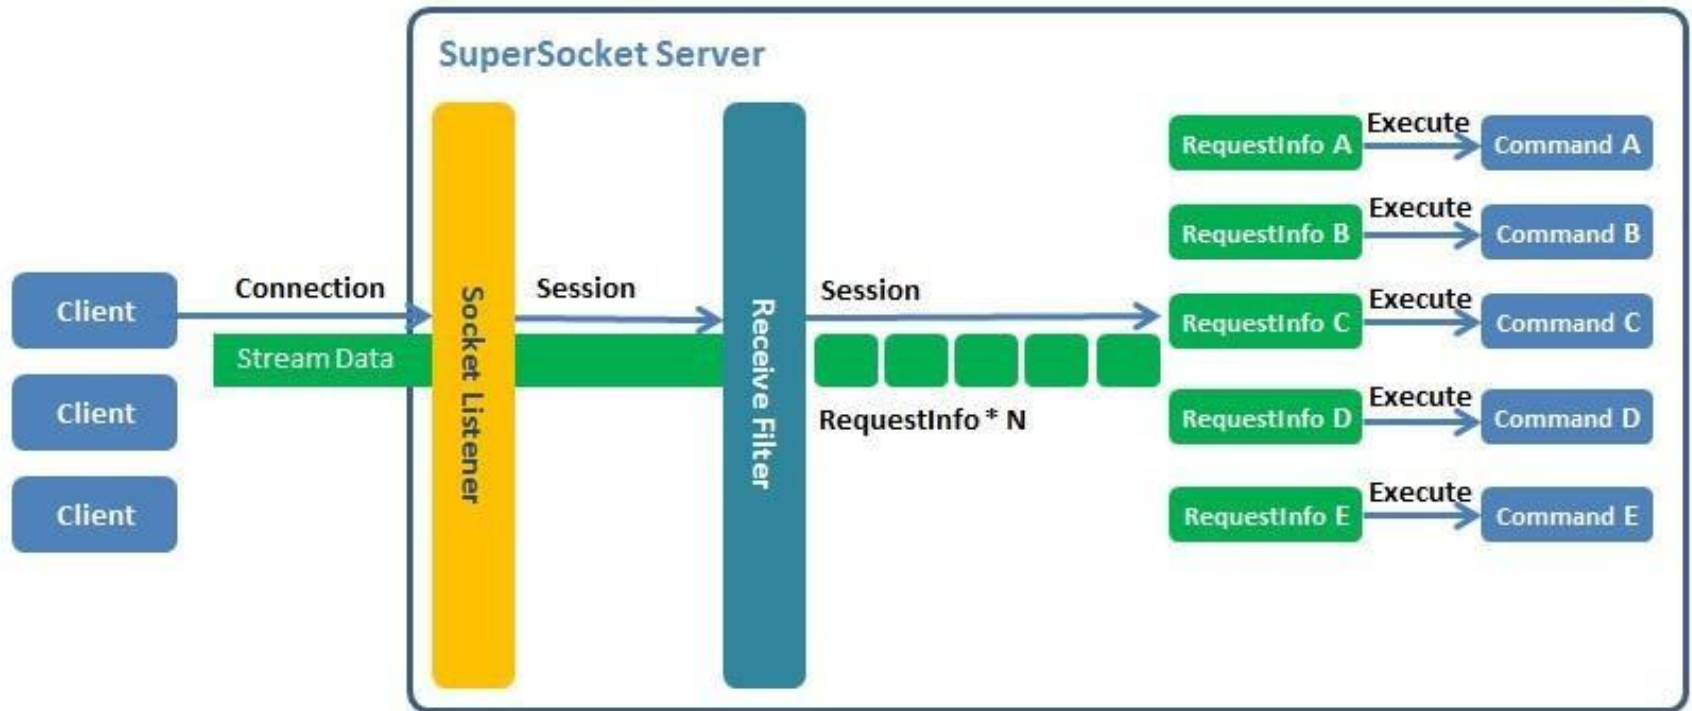 SuperSocket Server
Client
Client
Client
Connection
Stream Data
Socket Listener
Session
Receive Filter
Session
RequestInfo * N
RequestInfo A
Execute
Command A
RequestInfo B
Execute
Command B
RequestInfo C
Execute
Command C
RequestInfo D
Execute
Command D
RequestInfo E
Execute
Command E